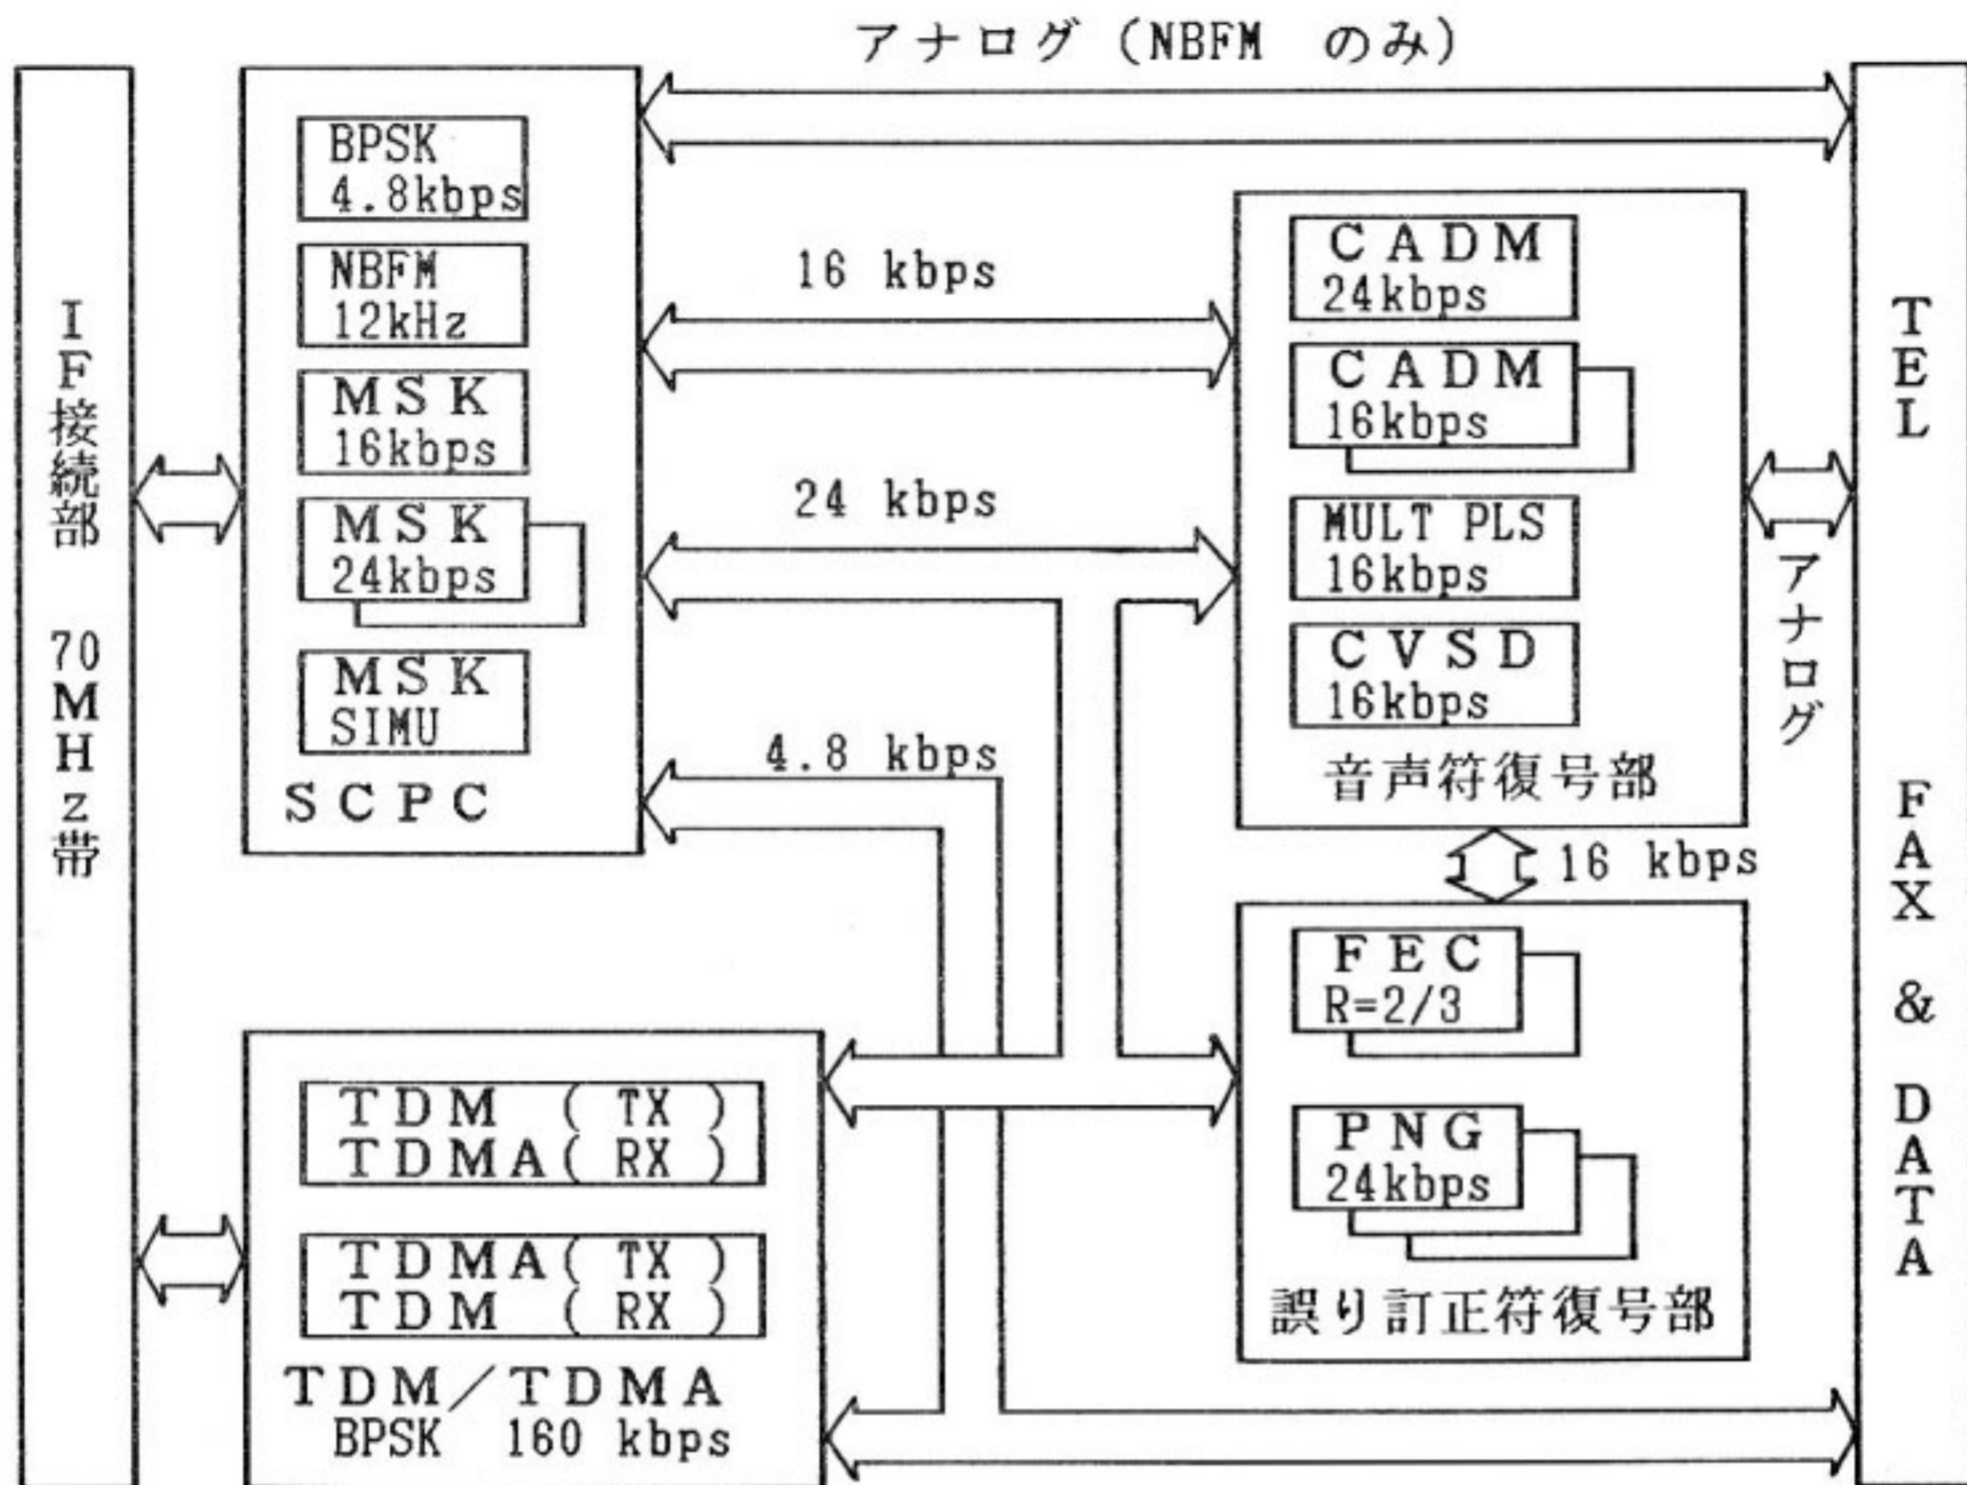 アナログ (NBFM のみ)
IF接続部 70MHz帯
BPSK
4.8kbps
NBFM
12kHz
MSK
16kbps
MSK
24kbps
MSK
SIMU
SCPC
16 kbps
24 kbps
4.8 kbps
CADM
24kbps
CADM
16kbps
MULT PLS
16kbps
CVSD
16kbps
音声符復号部
アナログ
16 kbps
FEC
R=2/3
PNG
24kbps
誤り訂正符復号部
TDM (TX)
TDMA(RX)
TDMA(TX)
TDM (RX)
TDM/TDMA
BPSK 160 kbps
TEL FAX & DATA